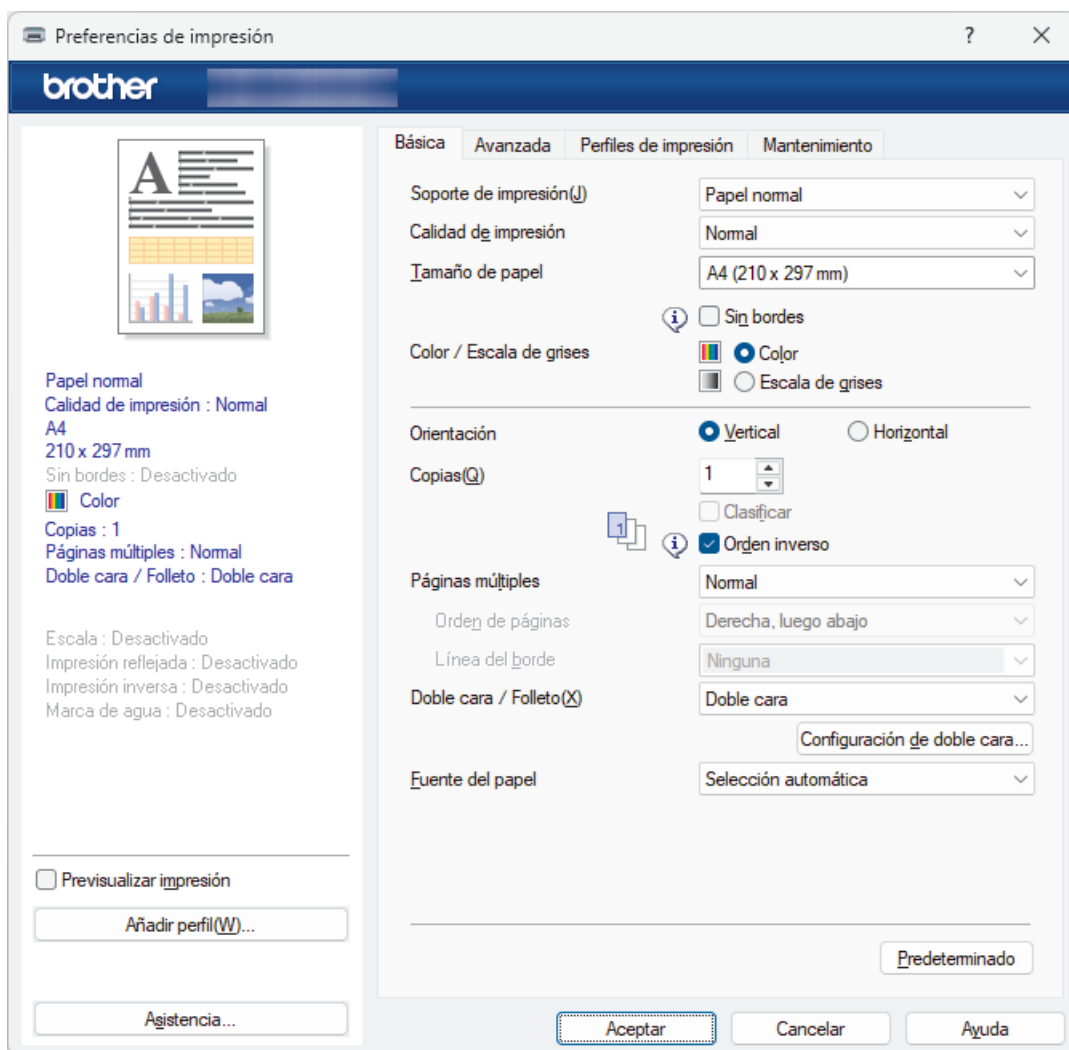 Preferencias de impresión
?
brother
A
Papel normal
Calidad de impresión : Normal
A4
210 x 297 mm
Sin bordes : Desactivado
Color
Copias : 1
Páginas múltiples : Normal
Doble cara / Folleto : Doble cara
Escala : Desactivado
Impresión reflejada : Desactivado
Impresión inversa : Desactivado
Marca de agua : Desactivado
Previsualizar impresión
Añadir perfil(W)...
Asistencia...
Básica Avanzada Perfiles de impresión Mantenimiento
Soporte de impresión(J) Papel normal
Calidad de impresión Normal
Tamaño de papel A4 (210 x 297 mm)
Sin bordes
Color / Escala de grises Color
Escala de grises
Orientación Vertical Horizontal
Copias(Q) 1
Clasificar
1 Orden inverso
Páginas múltiples Normal
Orden de páginas Derecha, luego abajo
Línea del borde Ninguna
Doble cara / Folleto(X) Doble cara
Configuración de doble cara...
Fuente del papel Selección automática
Predeterminado
Aceptar Cancelar Ayuda